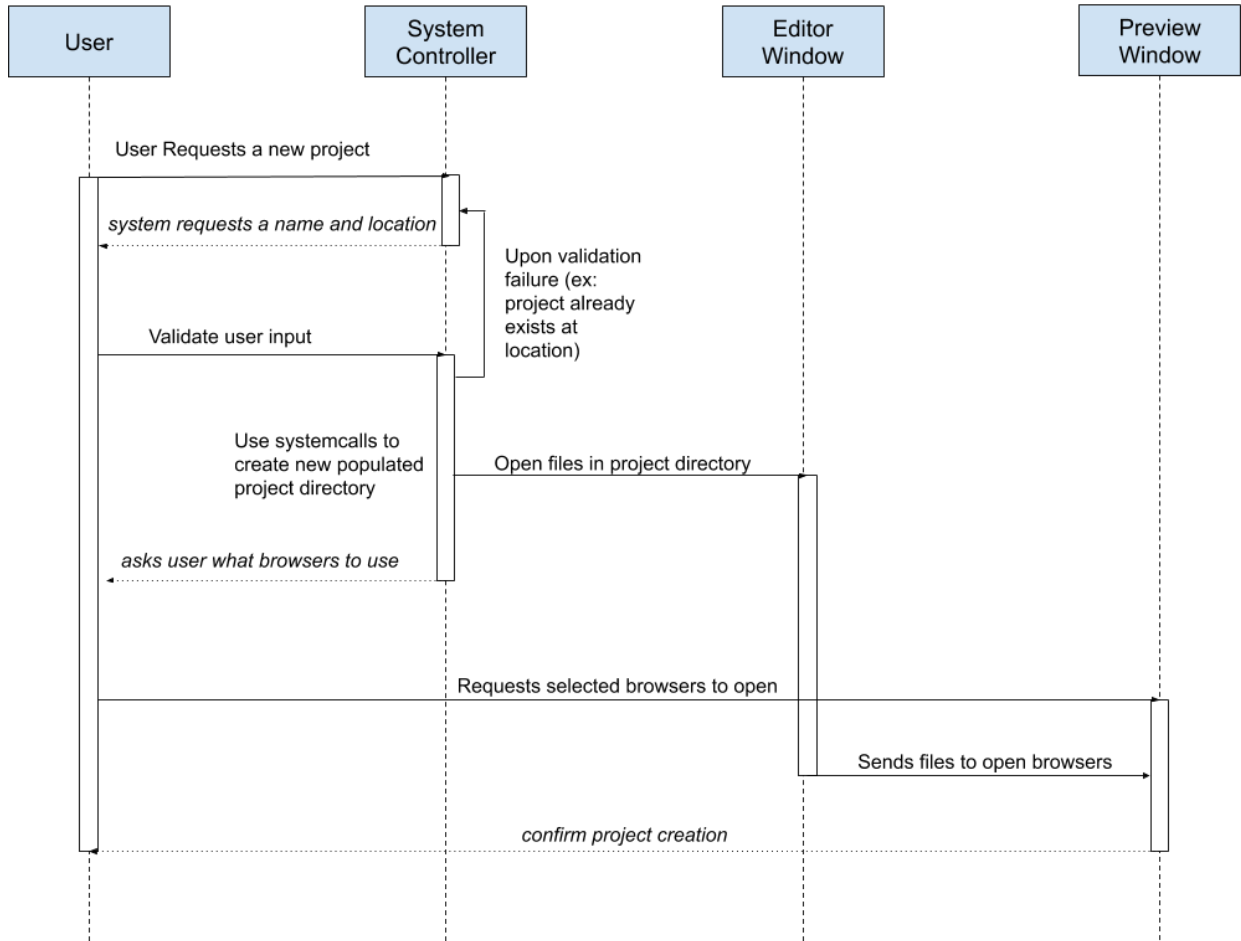 User
System
Controller
Editor
Window
Preview
Window
User Requests a new project
system requests a name and location
Upon validation
failure (ex:
project already
exists at
location)
Validate user input
Use systemcalls to
create new populated
project directory
Open files in project directory
asks user what browsers to use
Requests selected browsers to open
Sends files to open browsers
confirm project creation